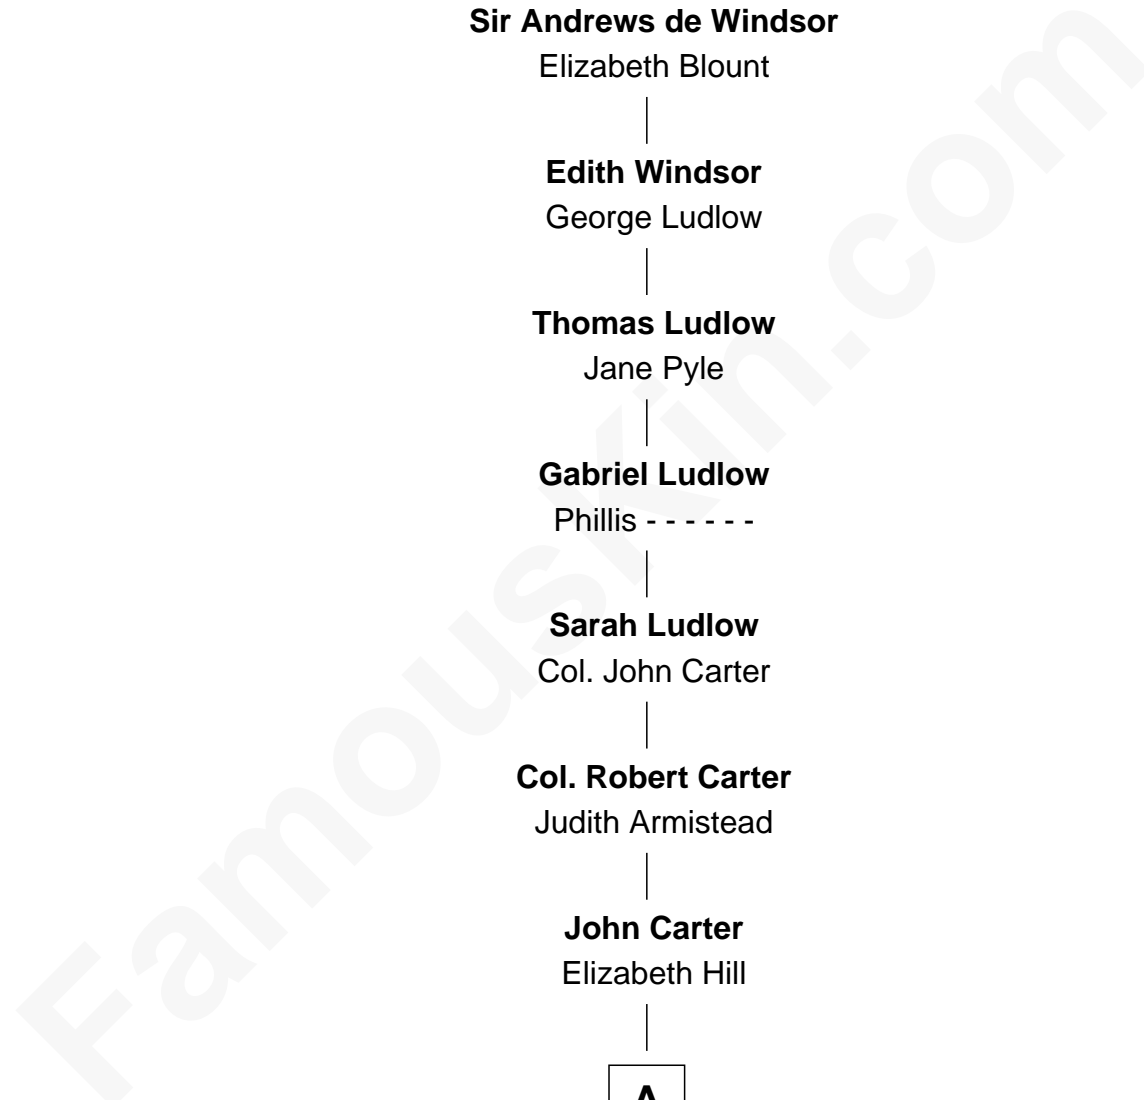 Sir Andrews de Windsor
Elizabeth Blount
Edith Windsor
George Ludlow
Thomas Ludlow
Jane Pyle
Gabriel Ludlow
Phillis - - - - - -
Sarah Ludlow
Col. John Carter
Col. Robert Carter
Judith Armistead
John Carter
Elizabeth Hill
A
FamousKin.com